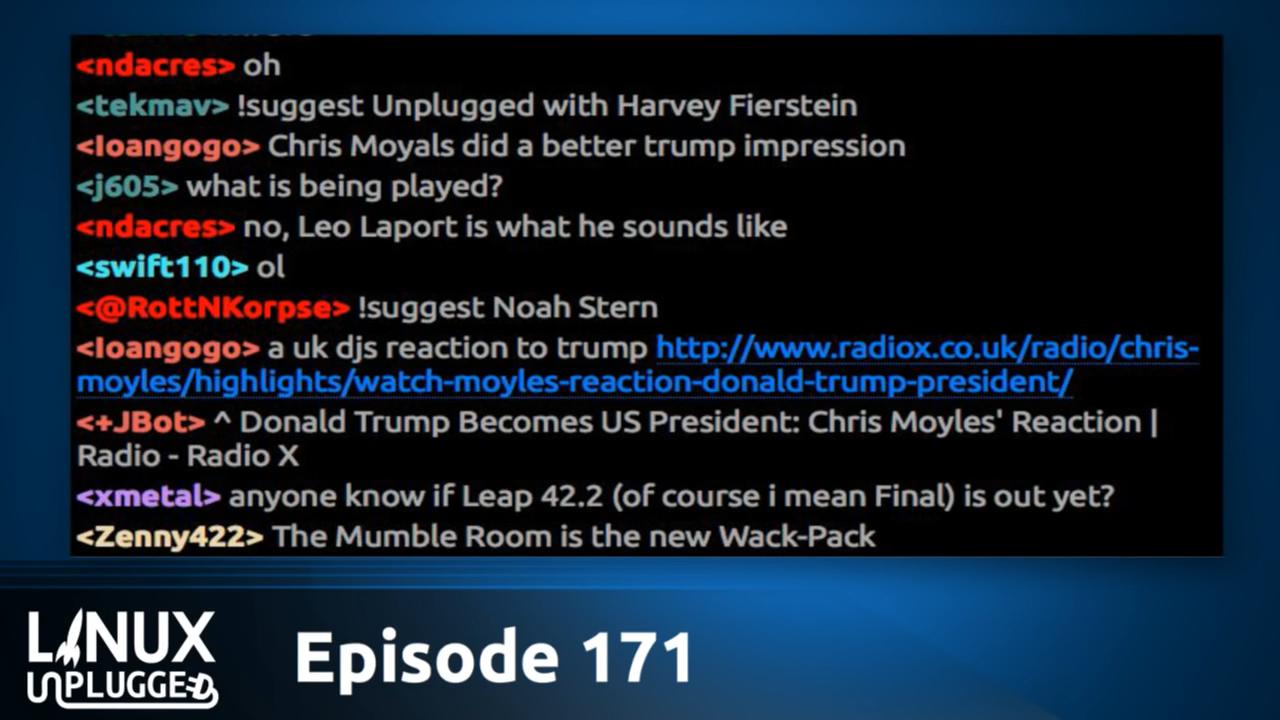 <ndacres> oh
<tekmav> !suggest Unplugged with Harvey Fierstein
<Ioangogo> Chris Moyals did a better trump impression
<j605> what is being played?
<ndacres> no, Leo Laport is what he sounds like
<swift110> ol
<@RottNKorpse> !suggest Noah Stern
<Ioangogo> a uk djs reaction to trump http://www.radiox.co.uk/radio/chris-
moyles/highlights/watch-moyles-reaction-donald-trump-president/
<+JBot> ^ Donald Trump Becomes US President: Chris Moyles' Reaction |
Radio - Radio X
<xmetal> anyone know if Leap 42.2 (of course i mean Final) is out yet?
<Zenny422> The Mumble Room is the new Wack-Pack
LINUX
UNPLUGGED
Episode 171